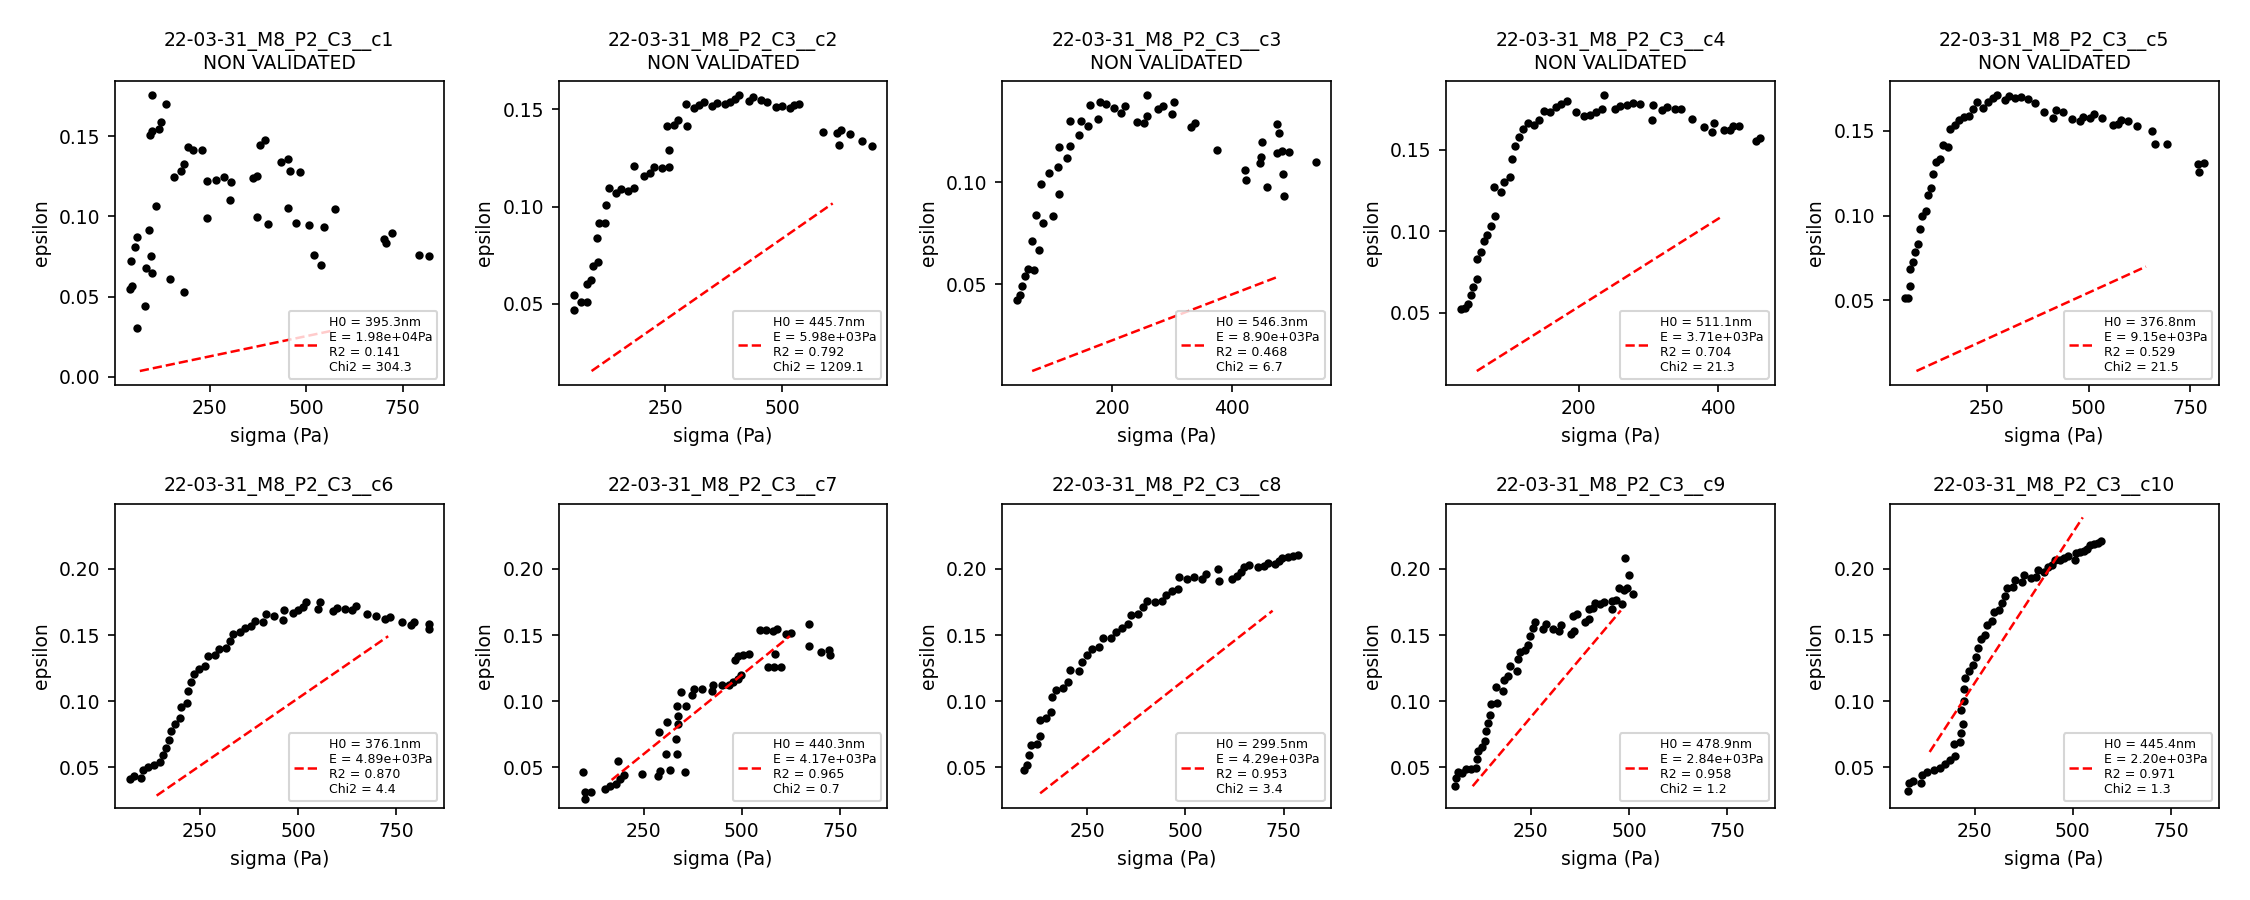 22-03-31_M8_P2_C3__c1
NON VALIDATED
epsilon
0.15
0.10
0.05
0.00
H0 = 395.3nm
E = 1.98e+04Pa
R2 = 0.141
Chi2 = 304.3
250 500 750
sigma (Pa)
22-03-31_M8_P2_C3__c2
NON VALIDATED
epsilon
0.15
0.10
0.05
H0 = 445.7nm
E = 5.98e+03Pa
R2 = 0.792
Chi2 = 1209.1
250 500
sigma (Pa)
22-03-31_M8_P2_C3__c3
NON VALIDATED
epsilon
0.10
0.05
H0 = 546.3nm
E = 8.90e+03Pa
R2 = 0.468
Chi2 = 6.7
200 400
sigma (Pa)
22-03-31_M8_P2_C3__c4
NON VALIDATED
epsilon
0.15
0.10
0.05
H0 = 511.1nm
E = 3.71e+03Pa
R2 = 0.704
Chi2 = 21.3
200 400
sigma (Pa)
22-03-31_M8_P2_C3__c5
NON VALIDATED
epsilon
0.15
0.10
0.05
H0 = 376.8nm
E = 9.15e+03Pa
R2 = 0.529
Chi2 = 21.5
250 500 750
sigma (Pa)
22-03-31_M8_P2_C3__c6
epsilon
0.20
0.15
0.10
0.05
H0 = 376.1nm
E = 4.89e+03Pa
R2 = 0.870
Chi2 = 4.4
250 500 750
sigma (Pa)
22-03-31_M8_P2_C3__c7
epsilon
0.20
0.15
0.10
0.05
H0 = 440.3nm
E = 4.17e+03Pa
R2 = 0.965
Chi2 = 0.7
250 500 750
sigma (Pa)
22-03-31_M8_P2_C3__c8
epsilon
0.20
0.15
0.10
0.05
H0 = 299.5nm
E = 4.29e+03Pa
R2 = 0.953
Chi2 = 3.4
250 500 750
sigma (Pa)
22-03-31_M8_P2_C3__c9
epsilon
0.20
0.15
0.10
0.05
H0 = 478.9nm
E = 2.84e+03Pa
R2 = 0.958
Chi2 = 1.2
250 500 750
sigma (Pa)
22-03-31_M8_P2_C3__c10
epsilon
0.20
0.15
0.10
0.05
H0 = 445.4nm
E = 2.20e+03Pa
R2 = 0.971
Chi2 = 1.3
250 500 750
sigma (Pa)